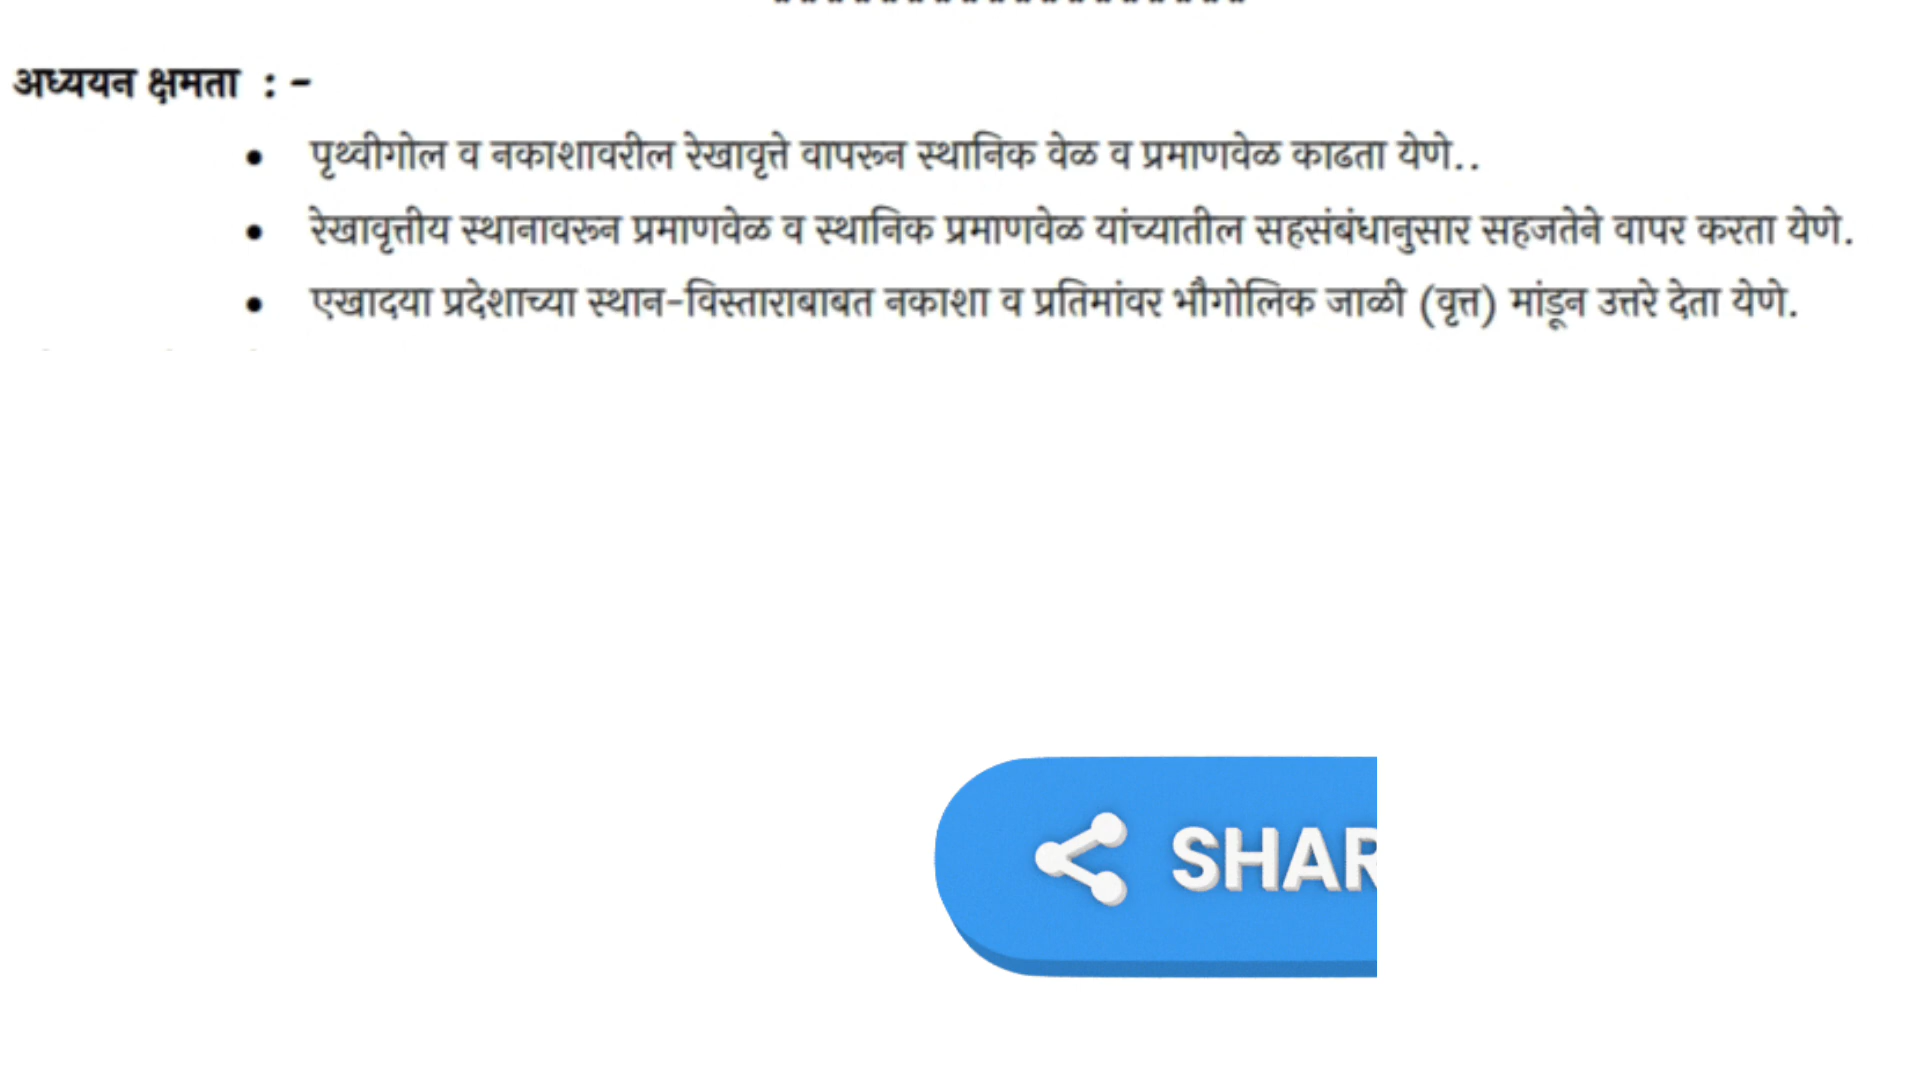 अध्ययन क्षमता : -
• पृथ्वीगोल व नकाशावरील रेखावृत्ते वापरून स्थानिक वेळ व प्रमाणवेळ काढता येणे..
• रेखावृत्तीय स्थानावरून प्रमाणवेळ व स्थानिक प्रमाणवेळ यांच्यातील सहसंबंधानुसार सहजतेने वापर करता येणे.
• एखादया प्रदेशाच्या स्थान-विस्ताराबाबत नकाशा व प्रतिमांवर भौगोलिक जाळी (वृत्त) मांडून उत्तरे देता येणे.
SHAR